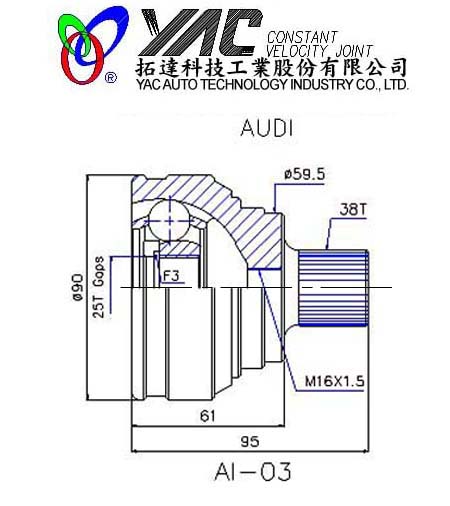 YAC CONSTANT
VELOCITY JOINT
®
拓達科技工業股份有限公司
YAC AUTO TECHNOLOGY INDUSTRY CO., LTD.
AUDI
ø59.5
38T
ø90
25T Gaps
F3
M16X1.5
61
95
AI-03